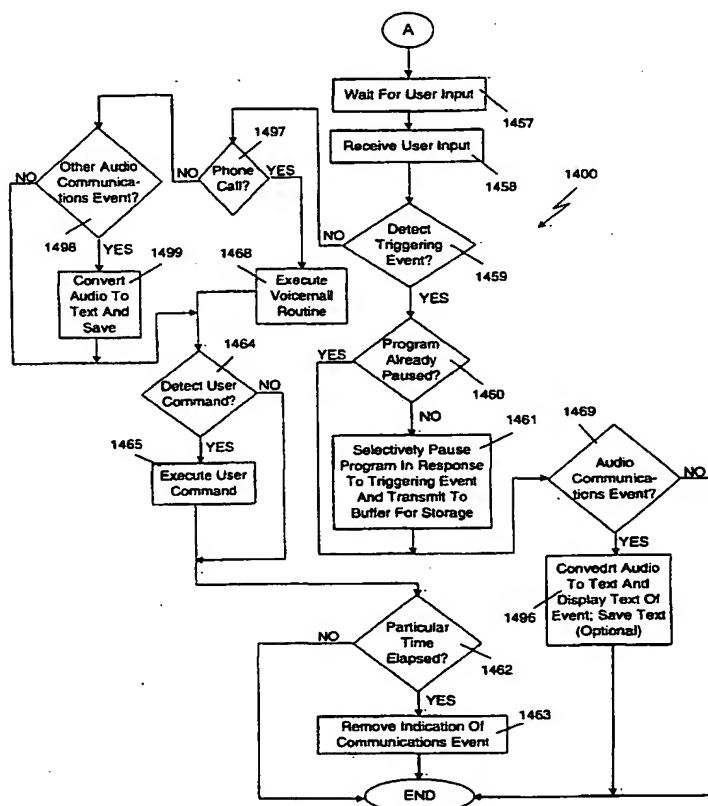 A
Wait For User Input
1457
Receive User Input
1458
1400
Detect
Triggering
Event?
1459
NO
YES
1497
Phone
Call?
NO
YES
Other Audio
Communica-
tions Event?
NO
1498
YES
1499
Convert
Audio To
Text And
Save
1468
Execute
Voicemail
Routine
1464
Detect User
Command?
NO
YES
1465
Execute User
Command
Program
Already
Paused?
YES
1460
NO
1461
Selectively Pause
Program In Response
To Triggering Event
And Transmit To
Buffer For Storage
1469
Audio
Communica-
tions Event?
NO
YES
Convedrt Audio
To Text And
Display Text Of
Event; Save Text
(Optional)
1496
Particular
Time
Elapsed?
NO
1462
YES
1463
Remove Indication Of
Communications Event
END